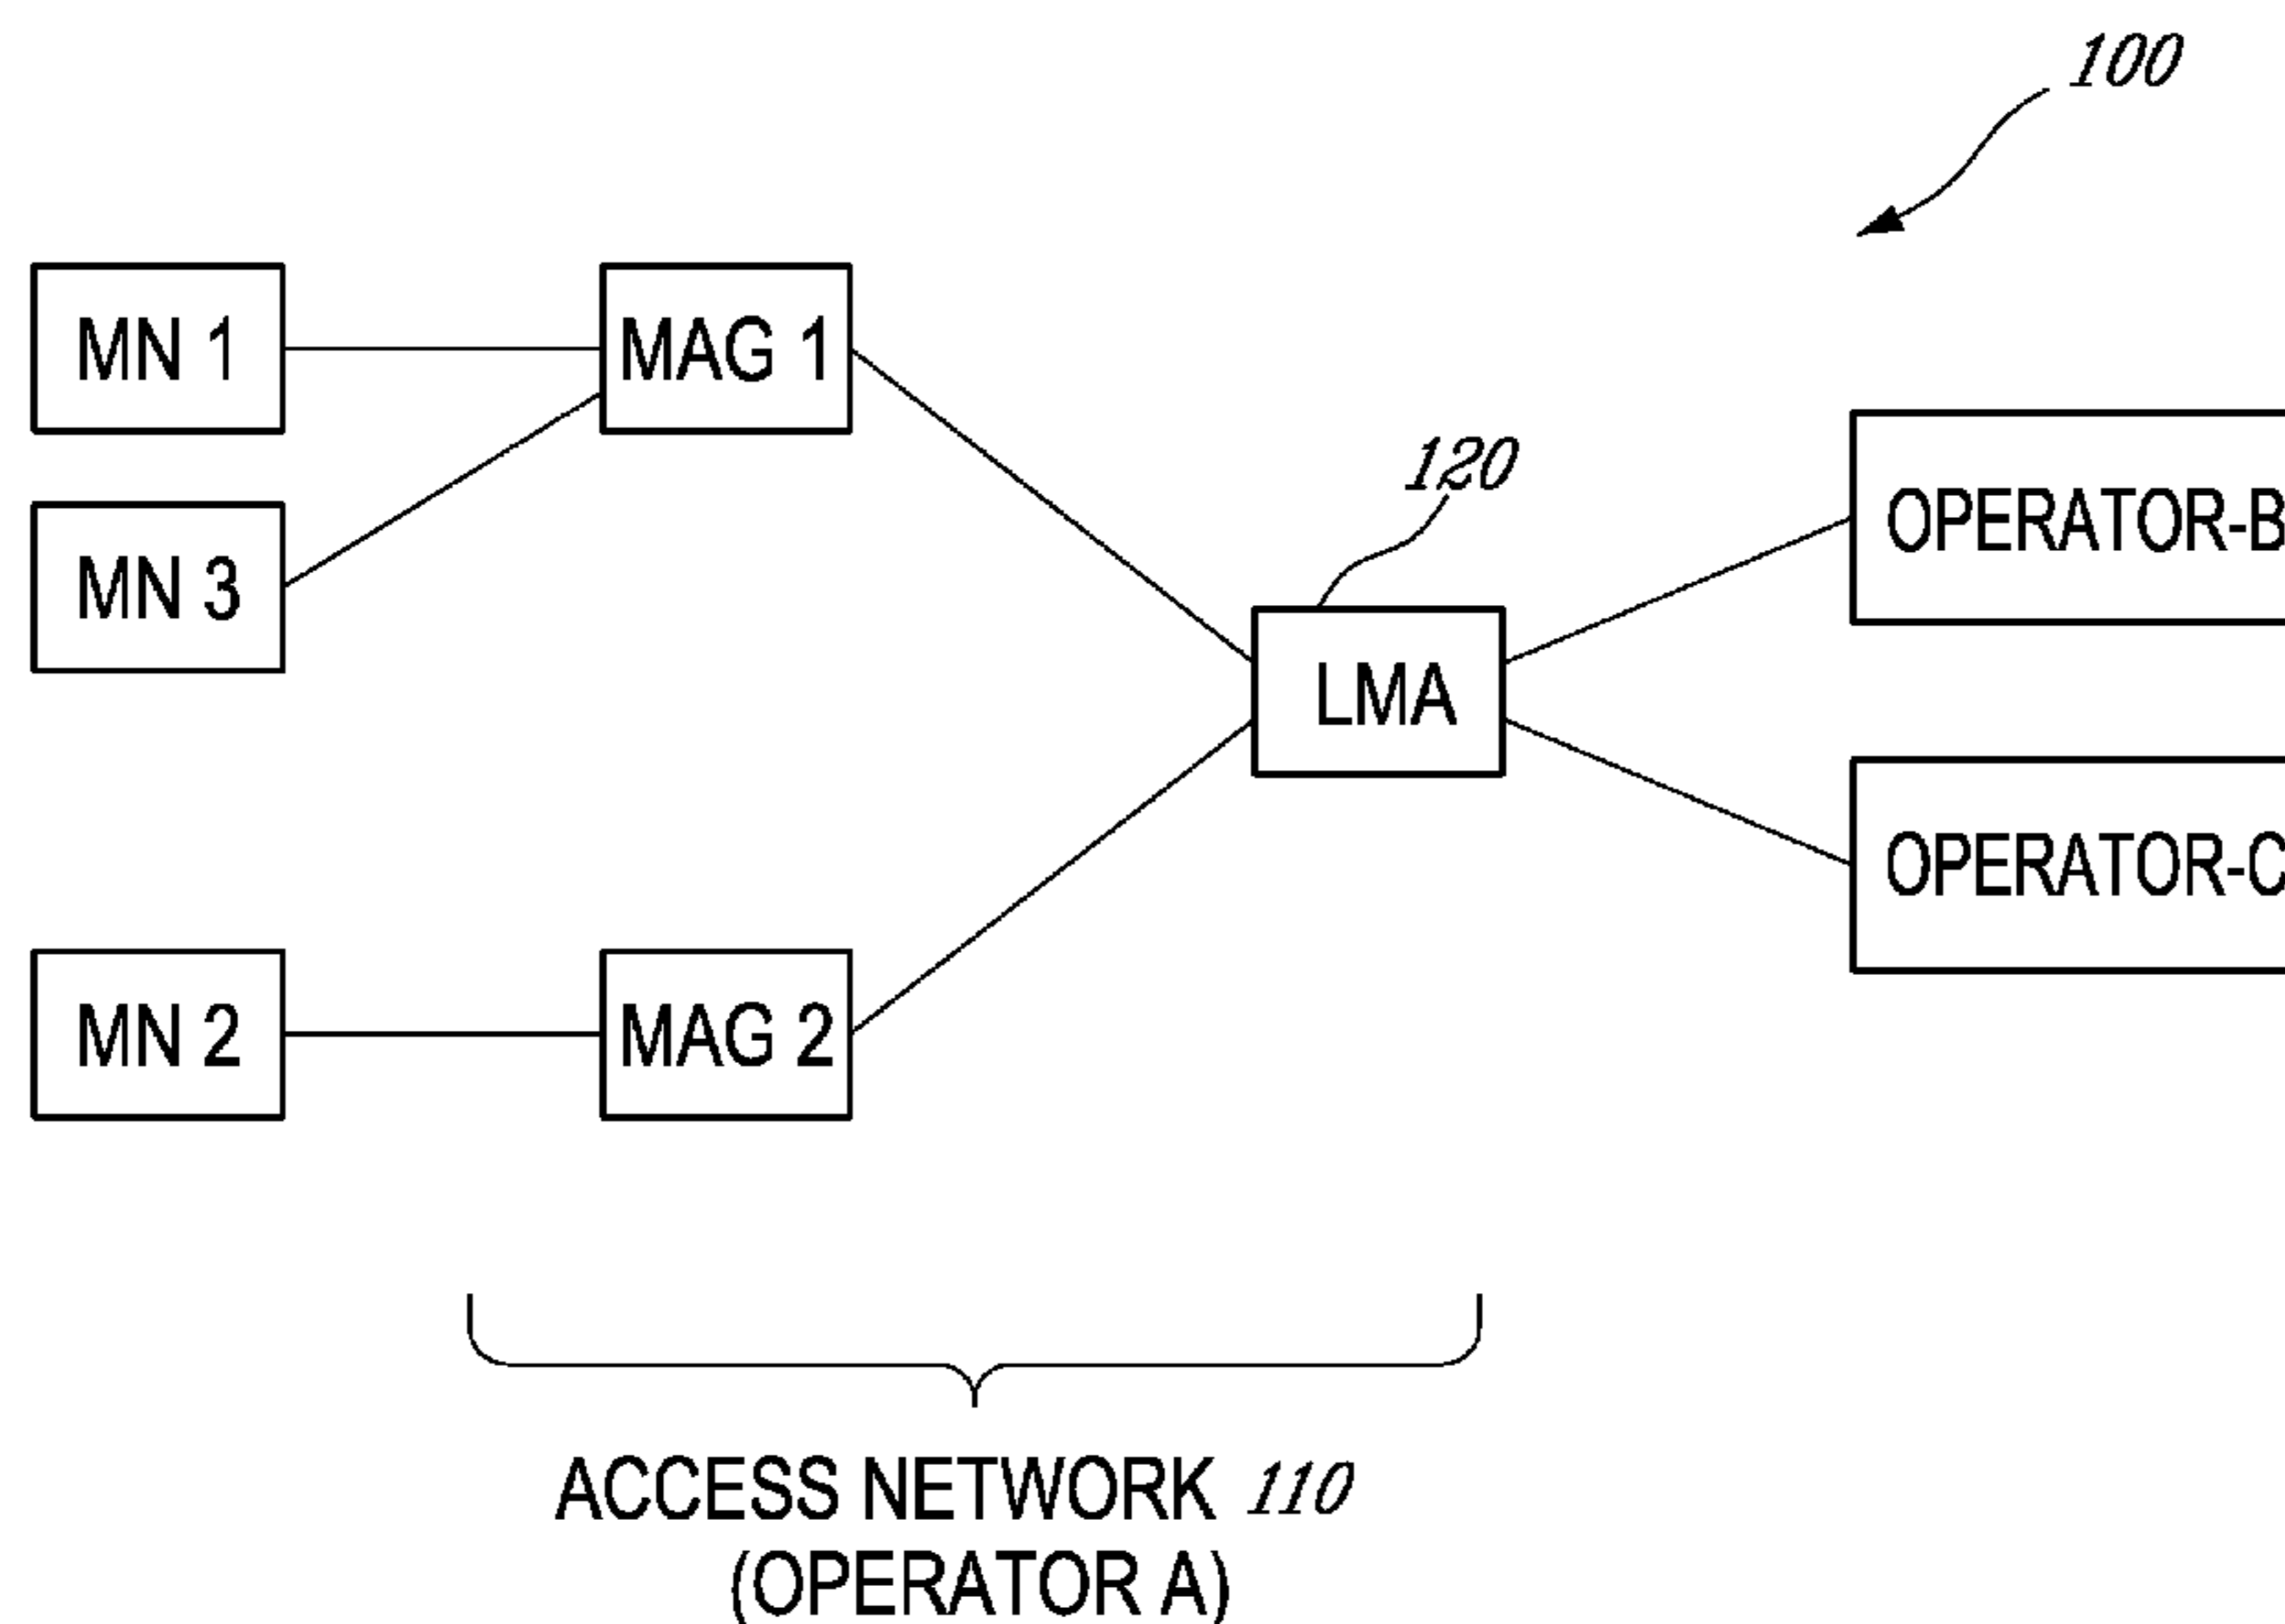 100
MN 1
MAG 1
120
OPERATOR-B
MN 3
LMA
OPERATOR-C
MN 2
MAG 2
ACCESS NETWORK 110
(OPERATOR A)